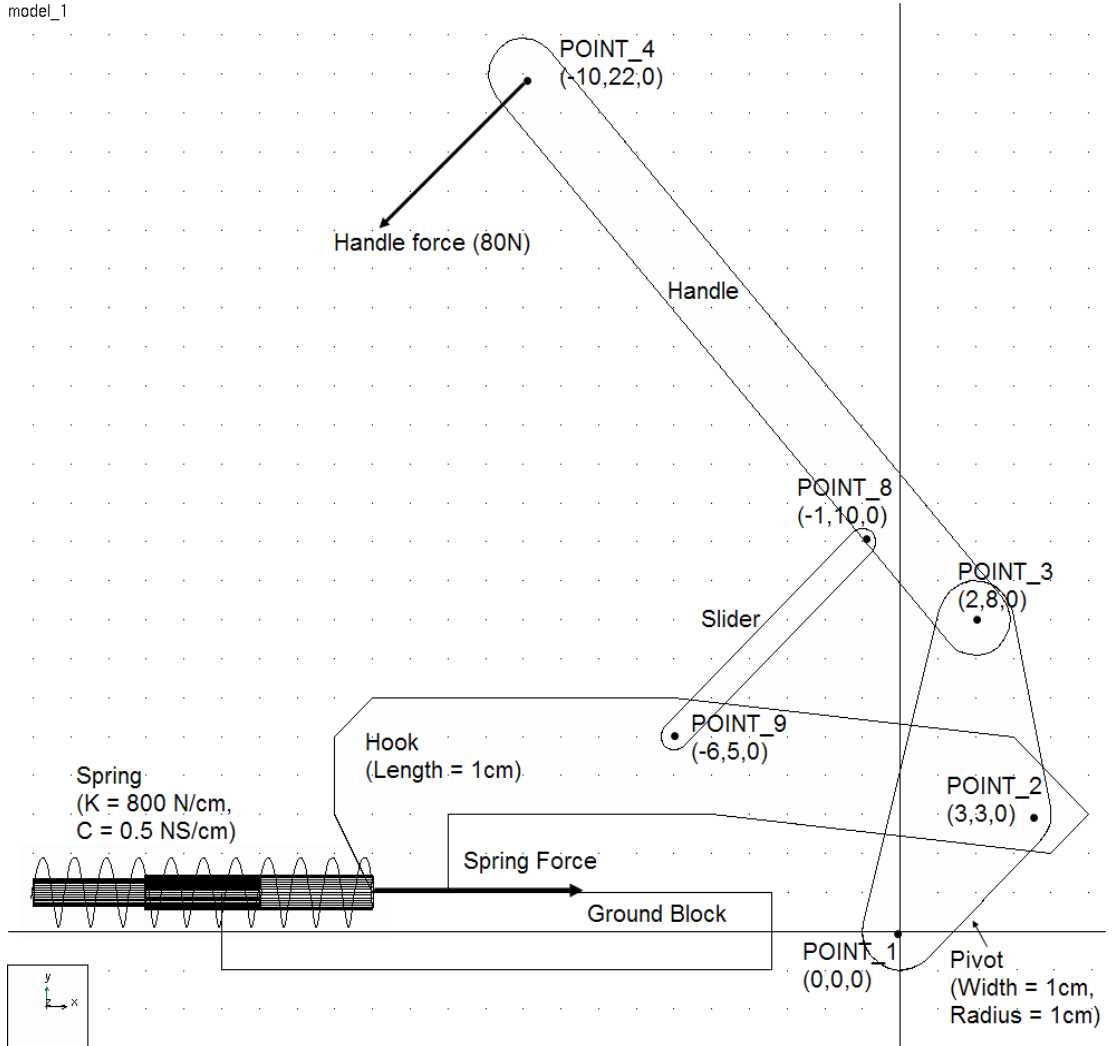 model_1
POINT_4
(-10,22,0)
Handle force (80N)
Handle
POINT_8
(-1,10,0)
POINT_3
(2,8,0)
Slider
POINT_9
(-6,5,0)
Hook
(Length = 1cm)
Spring
(K = 800 N/cm,
C = 0.5 NS/cm)
POINT_2
(3,3,0)
Spring Force
Ground Block
POINT_1
(0,0,0)
Pivot
(Width = 1cm,
Radius = 1cm)
y
z x